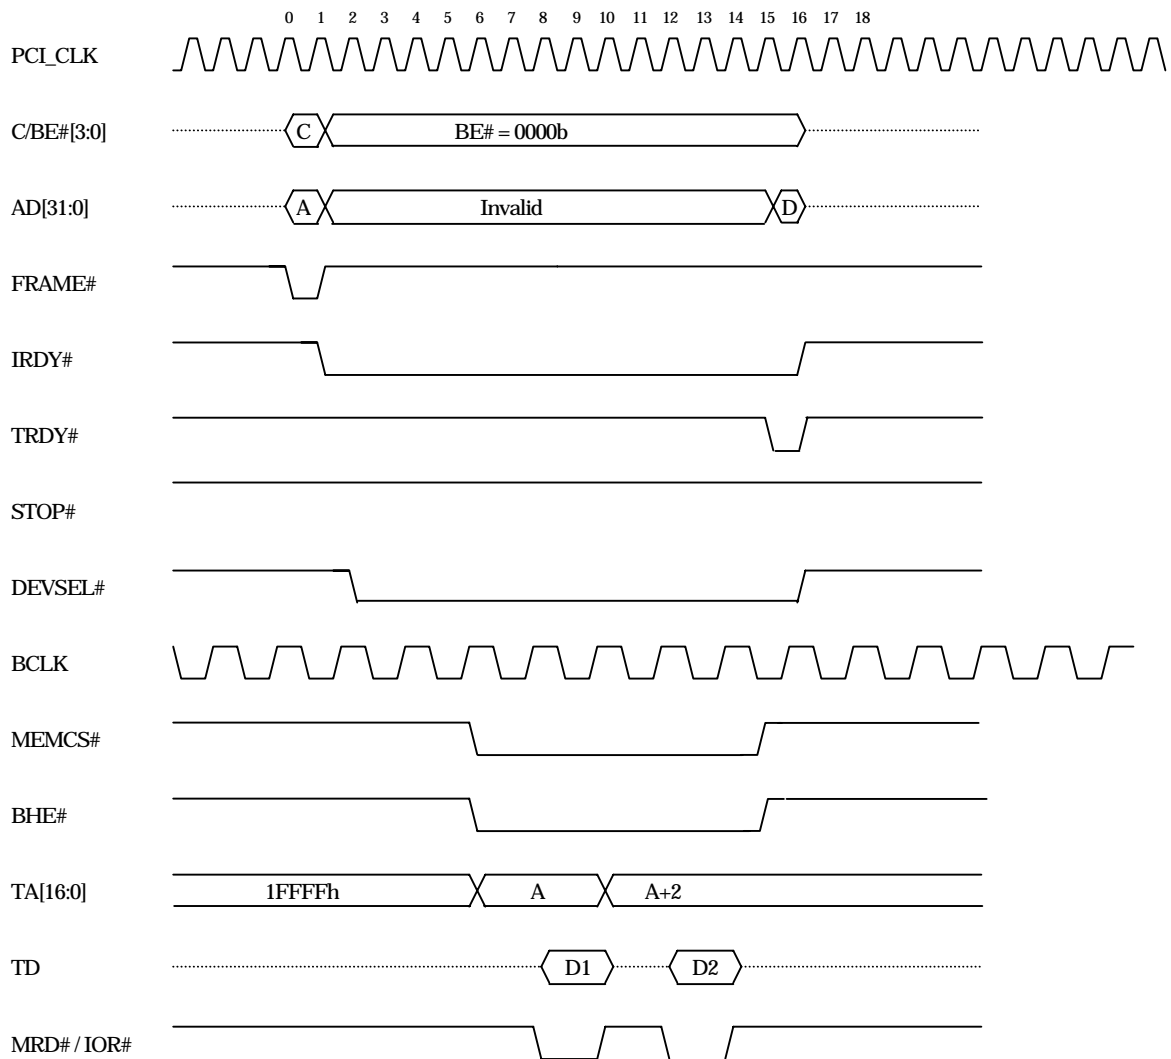 0 1 2 3 4 5 6 7 8 9 10 11 12 13 14 15 16 17 18
PCI_CLK
C/BE#[3:0] C BE# = 0000b
AD[31:0] A Invalid D
FRAME#
IRDY#
TRDY#
STOP#
DEVSEL#
BCLK
MEMCS#
BHE#
TA[16:0] 1FFFFh A A+2
TD D1 D2
MRD# / IOR#